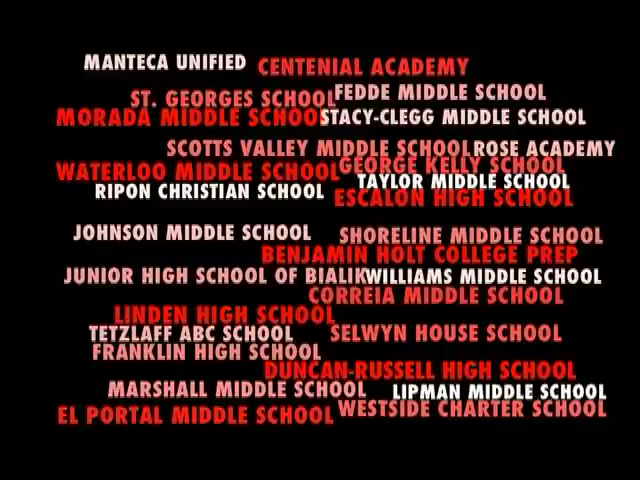 MANTECA UNIFIED
CENTENIAL ACADEMY
ST. GEORGES SCHOOL
FEDDE MIDDLE SCHOOL
MORADA MIDDLE SCHOOL
STACY-CLEGG MIDDLE SCHOOL
SCOTTS VALLEY MIDDLE SCHOOL
ROSE ACADEMY
WATERLOO MIDDLE SCHOOL
GEORGE KELLY SCHOOL
RIPON CHRISTIAN SCHOOL
TAYLOR MIDDLE SCHOOL
ESCALON HIGH SCHOOL
JOHNSON MIDDLE SCHOOL
SHORELINE MIDDLE SCHOOL
BENJAMIN HOLT COLLEGE PREP
JUNIOR HIGH SCHOOL OF BIALIK
WILLIAMS MIDDLE SCHOOL
CORREIA MIDDLE SCHOOL
LINDEN HIGH SCHOOL
TETZLAFF ABC SCHOOL
SELWYN HOUSE SCHOOL
FRANKLIN HIGH SCHOOL
DUNCAN-RUSSELL HIGH SCHOOL
MARSHALL MIDDLE SCHOOL
LIPMAN MIDDLE SCHOOL
EL PORTAL MIDDLE SCHOOL
WESTSIDE CHARTER SCHOOL